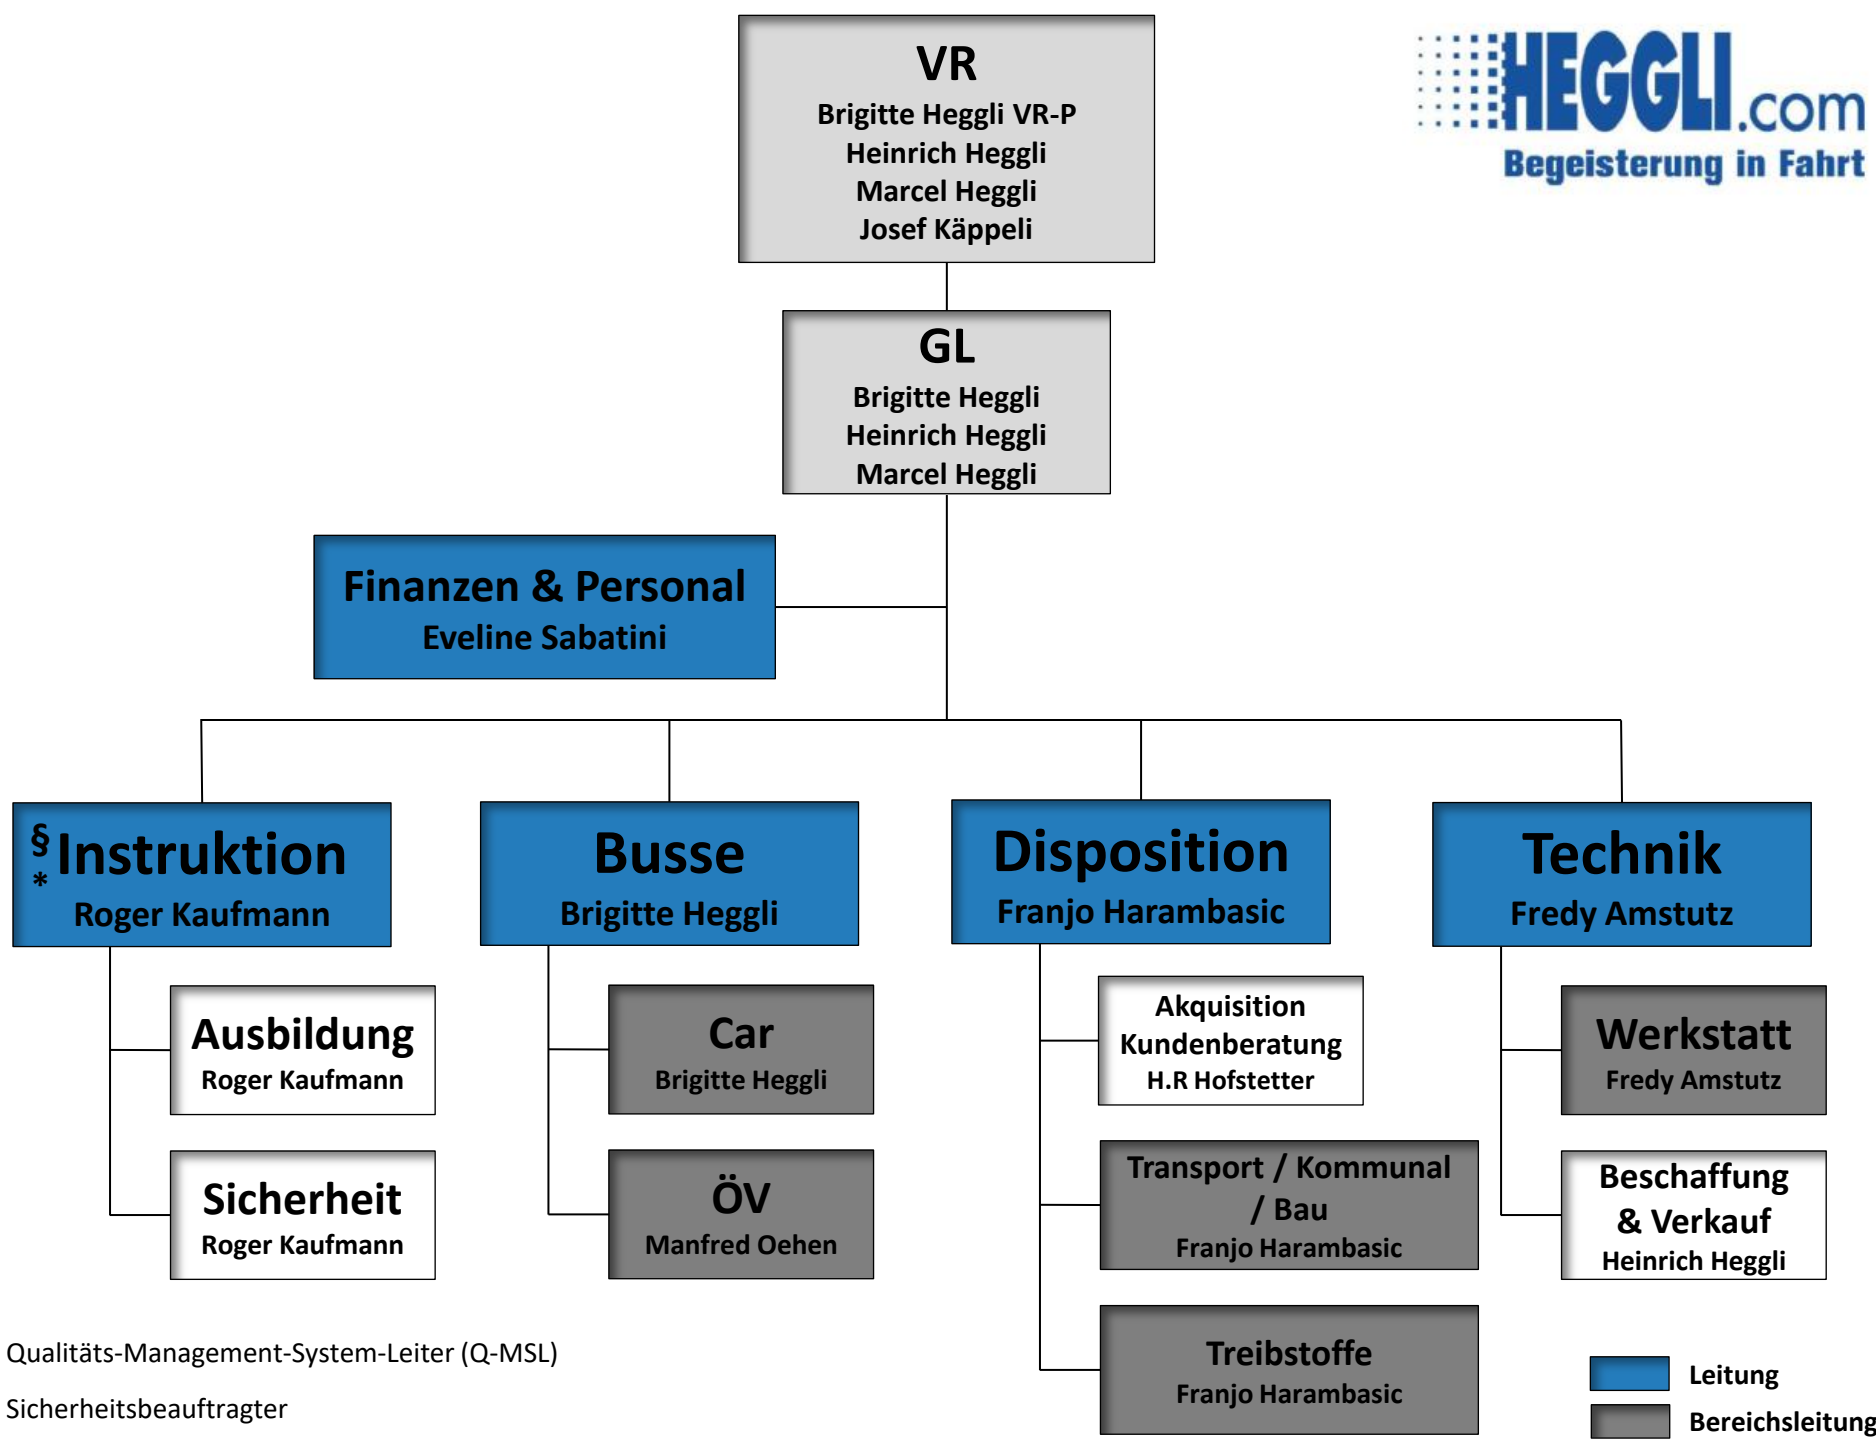 VR
Brigitte Heggli VR-P
Heinrich Heggli
Marcel Heggli
Josef Käppeli
HEGGLI.com
Begeisterung in Fahrt
GL
Brigitte Heggli
Heinrich Heggli
Marcel Heggli
Finanzen & Personal
Eveline Sabatini
§
*
Instruktion
Roger Kaufmann
Busse
Brigitte Heggli
Disposition
Franjo Harambasic
Technik
Fredy Amstutz
Ausbildung
Roger Kaufmann
Sicherheit
Roger Kaufmann
Car
Brigitte Heggli
ÖV
Manfred Oehen
Akquisition
Kundenberatung
H.R Hofstetter
Transport / Kommunal
/ Bau
Franjo Harambasic
Treibstoffe
Franjo Harambasic
Werkstatt
Fredy Amstutz
Beschaffung
& Verkauf
Heinrich Heggli
Qualitäts-Management-System-Leiter (Q-MSL)
Sicherheitsbeauftragter
Leitung
Bereichsleitung